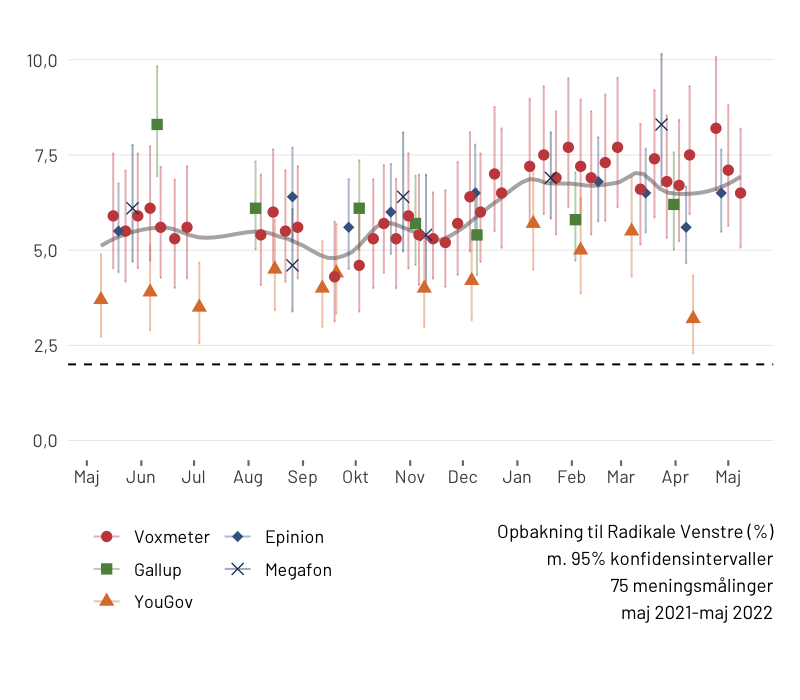 10,0
7,5
5,0
2,5
0,0
Maj Jun Jul Aug Sep Okt Nov Dec Jan Feb Mar Apr Maj
Voxmeter Epinion
Gallup Megafon
YouGov
Opbakning til Radikale Venstre (%)
m. 95% konfidensintervaller
75 meningsmålinger
maj 2021-maj 2022